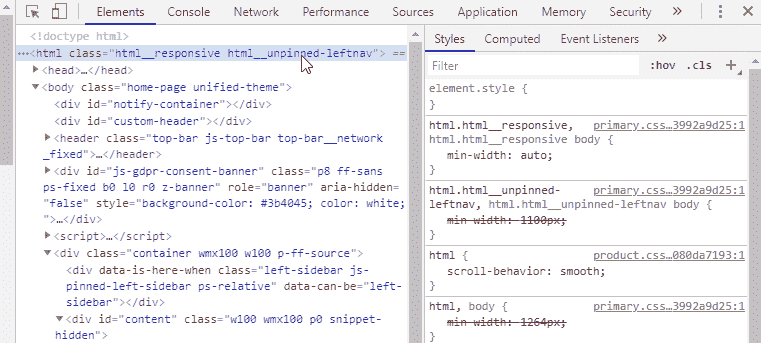 Elements Console Network Performance Sources Application Memory Security »
<!doctype html>
⋯<html class="html__responsive html__unpinned-leftnav"> ==
▶<head>…</head>
▼<body class="home-page unified-theme">
<div id="notify-container"></div>
<div id="custom-header"></div>
▶<header class="top-bar js-top-bar top-bar__network
_fixed">…</header>
▶<div id="js-gdpr-consent-banner" class="p8 ff-sans
ps-fixed b0 l0 r0 z-banner" role="banner" aria-hidden=
"false" style="background-color: #3b4045; color: white;
">…</div>
▶<script>…</script>
▼<div class="container wmx100 w100 p-ff-source">
<div data-is-here-when class="left-sidebar js-
pinned-left-sidebar ps-relative" data-can-be="left-
sidebar"></div>
▼<div id="content" class="w100 wmx100 p0 snippet-
hidden">
Styles Computed Event Listeners »
Filter :hov .cls +
element.style {
}
html.html__responsive, primary.css…3992a9d25:1
html.html__responsive body {
min-width: auto;
}
html.html__unpinned- primary.css…3992a9d25:1
leftnav, html.html__unpinned-leftnav body {
min-width: 1100px;
}
html { product.css…080da7193:1
scroll-behavior: smooth;
}
html, body { primary.css…3992a9d25:1
min-width: 1264px;
}